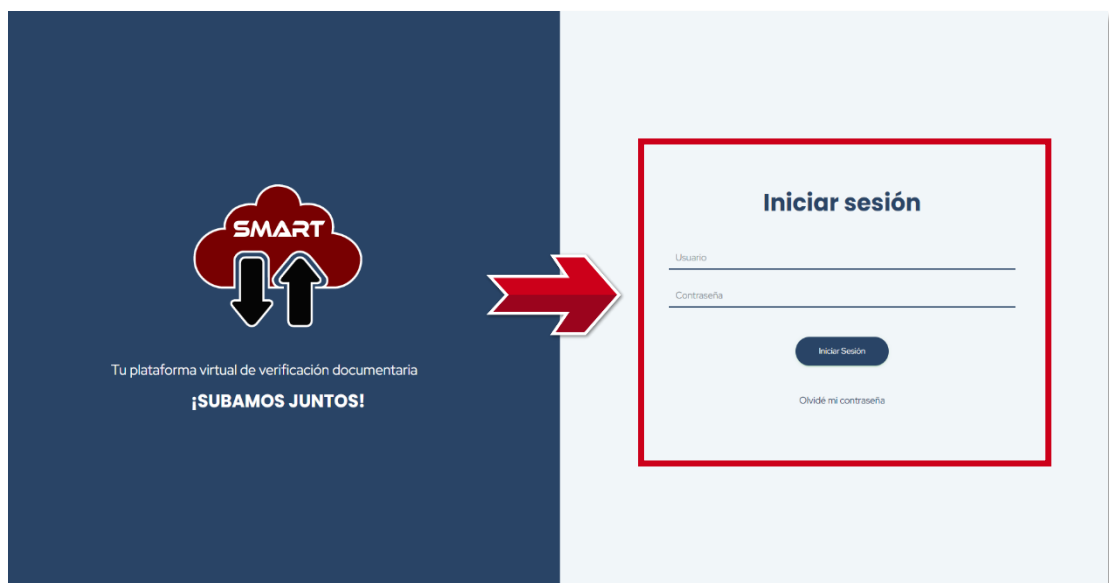 SMART
Tu plataforma virtual de verificación documentaria
¡SUBAMOS JUNTOS!
Iniciar sesión
Usuario
Contraseña
Iniciar Sesión
Olvidé mi contraseña